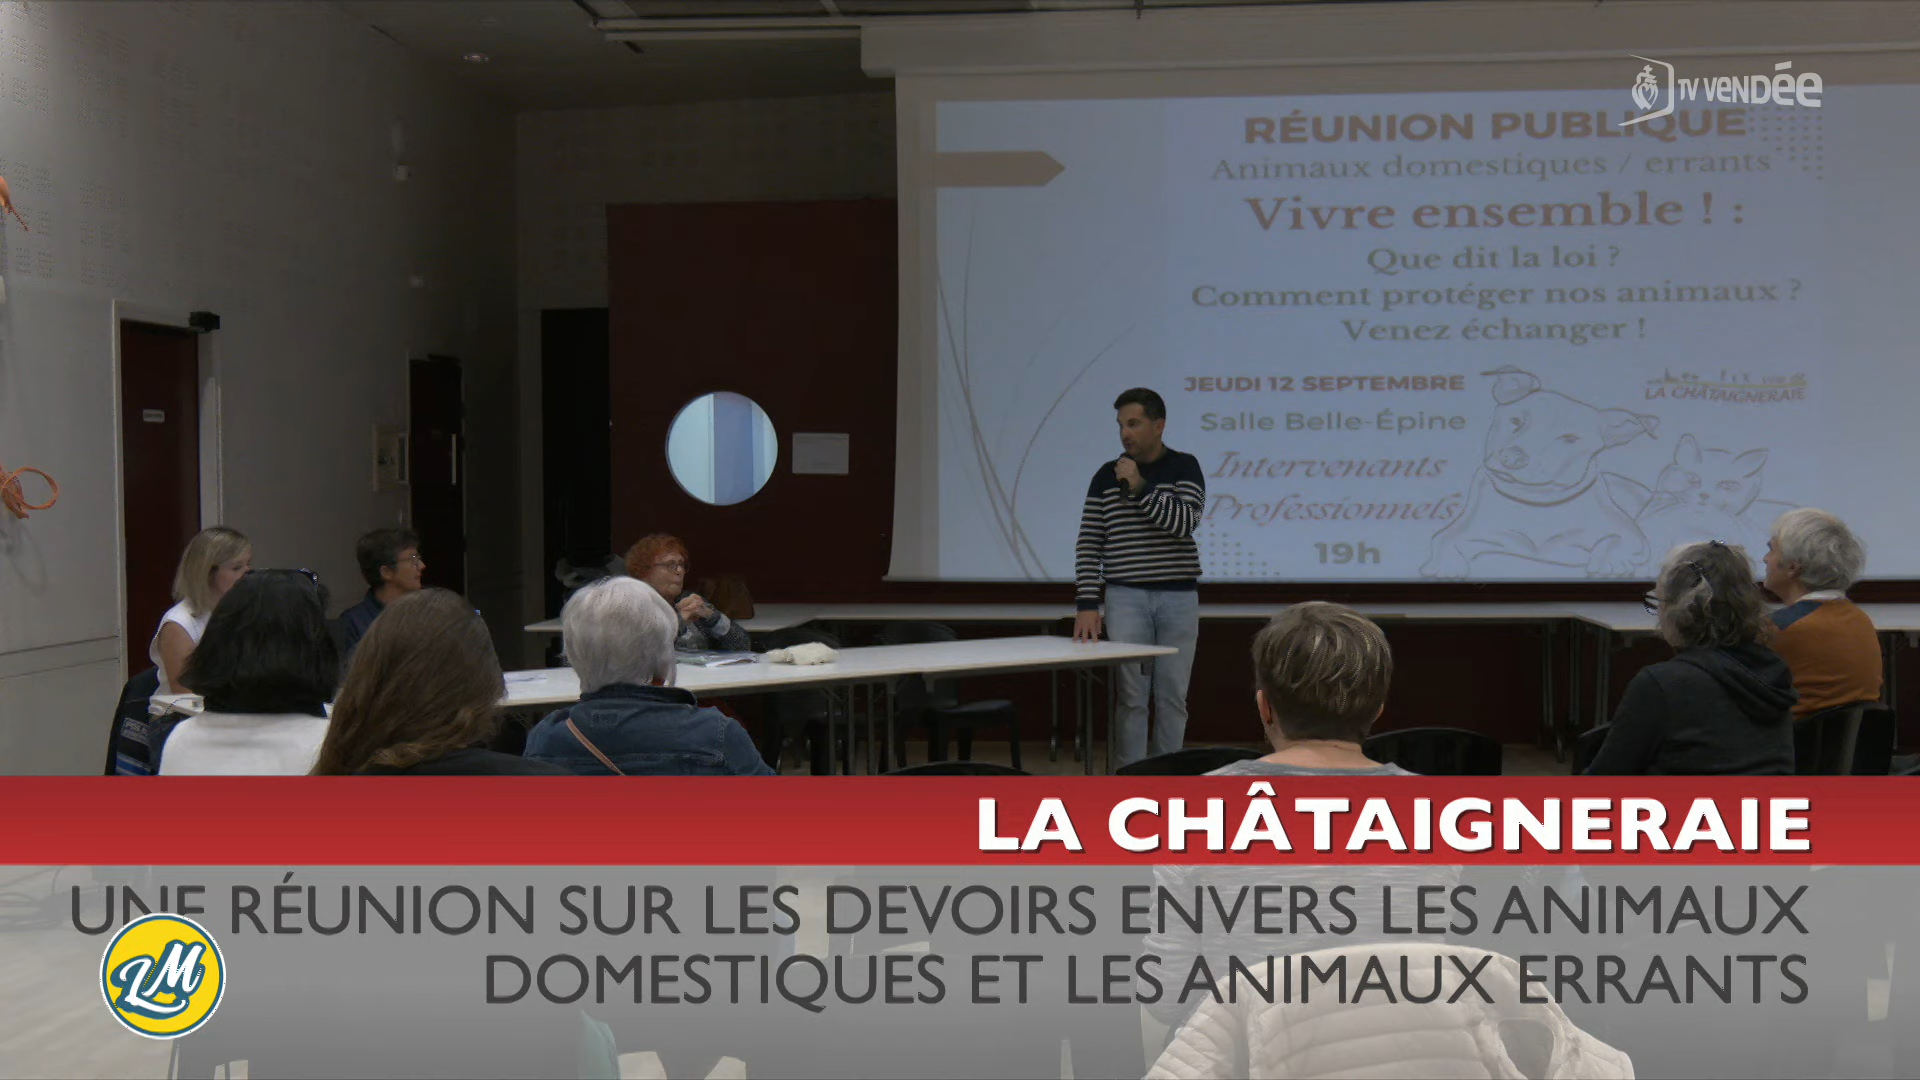 TV VENDÉE
RÉUNION PUBLIQUE
Animaux domestiques / errants
Vivre ensemble ! :
Que dit la loi ?
Comment protéger nos animaux ?
Venez échanger !
JEUDI 12 SEPTEMBRE
LA CHÂTAIGNERAIE
Salle Belle-Épine
Intervenants
Professionnels
19h
LA CHÂTAIGNERAIE
UNE RÉUNION SUR LES DEVOIRS ENVERS LES ANIMAUX
DOMESTIQUES ET LES ANIMAUX ERRANTS
LM